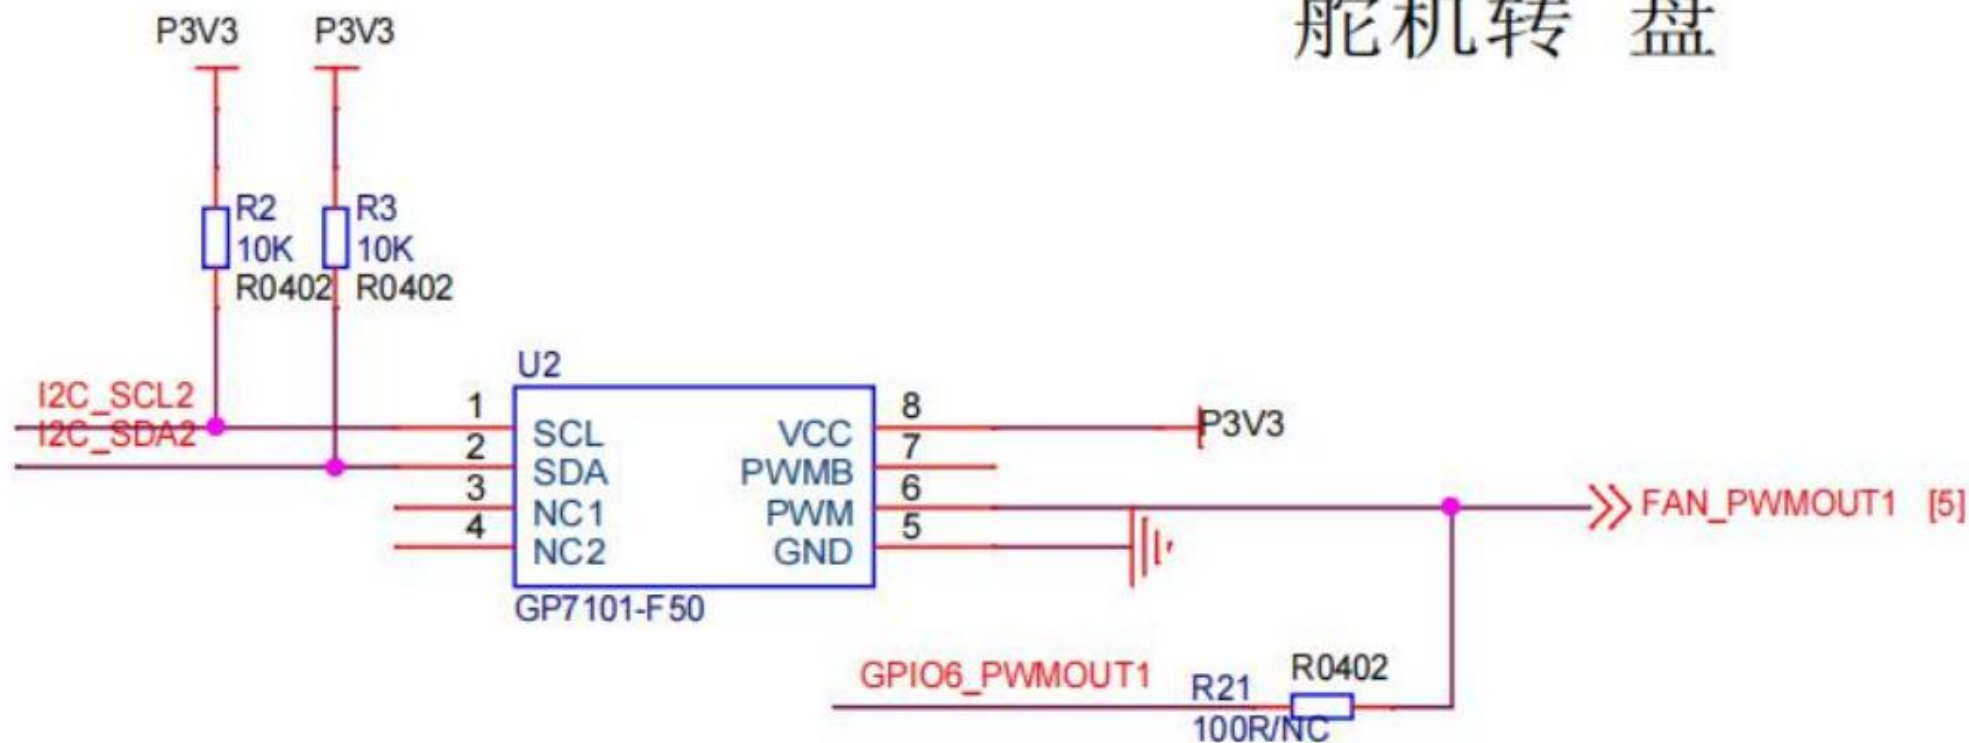 舵机转 盘
P3V3 P3V3
R2 R3
10K 10K
R0402 R0402
U2
I2C_SCL2
I2C_SDA2
1 SCL VCC 8
P3V3
2 SDA PWMB 7
3 NC1 PWM 6
FAN_PWMOUT1 [5]
4 NC2 GND 5
GP7101-F50
GPIO6_PWMOUT1
R21 R0402
100R/NC